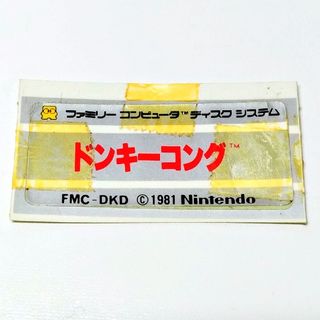 ファミリー コンピュータ™ ディスク システム
ドンキーコング™
FMC-DKD © 1981 Nintendo